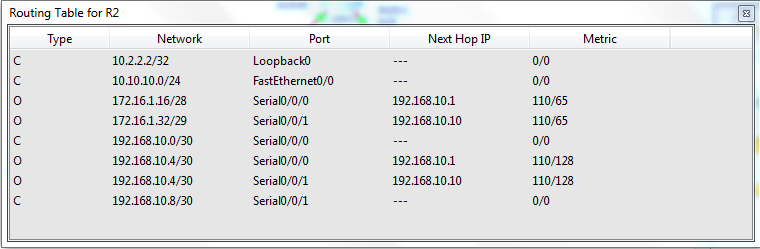 Routing Table for R2
Type Network Port Next Hop IP Metric
C 10.2.2.2/32 Loopback0 --- 0/0
C 10.10.10.0/24 FastEthernet0/0 --- 0/0
O 172.16.1.16/28 Serial0/0/0 192.168.10.1 110/65
O 172.16.1.32/29 Serial0/0/1 192.168.10.10 110/65
C 192.168.10.0/30 Serial0/0/0 --- 0/0
O 192.168.10.4/30 Serial0/0/0 192.168.10.1 110/128
O 192.168.10.4/30 Serial0/0/1 192.168.10.10 110/128
C 192.168.10.8/30 Serial0/0/1 --- 0/0